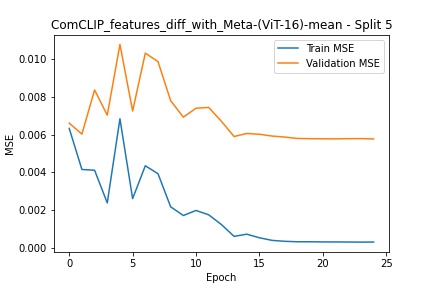 ComCLIP_features_diff_with_Meta-(ViT-16)-mean - Split 5
Train MSE
Validation MSE
MSE
0.010
0.008
0.006
0.004
0.002
0.000
0 5 10 15 20 25
Epoch